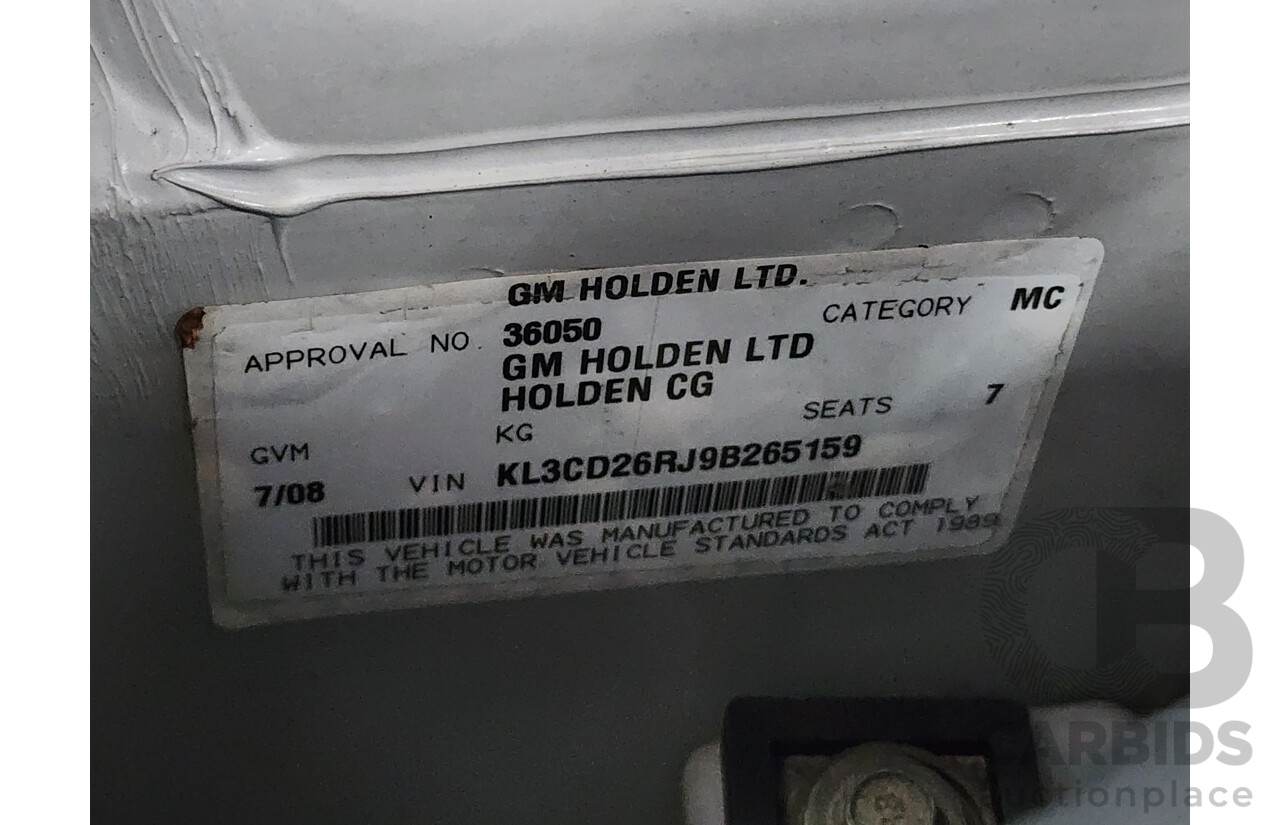 GM HOLDEN LTD.
APPROVAL NO. 36050 CATEGORY MC
GM HOLDEN LTD
HOLDEN CG
GVM KG SEATS 7
7/08 VIN KL3CD26RJ9B265159
THIS VEHICLE WAS MANUFACTURED TO COMPLY
WITH THE MOTOR VEHICLE STANDARDS ACT 1989
CARBIDS
auctionplace